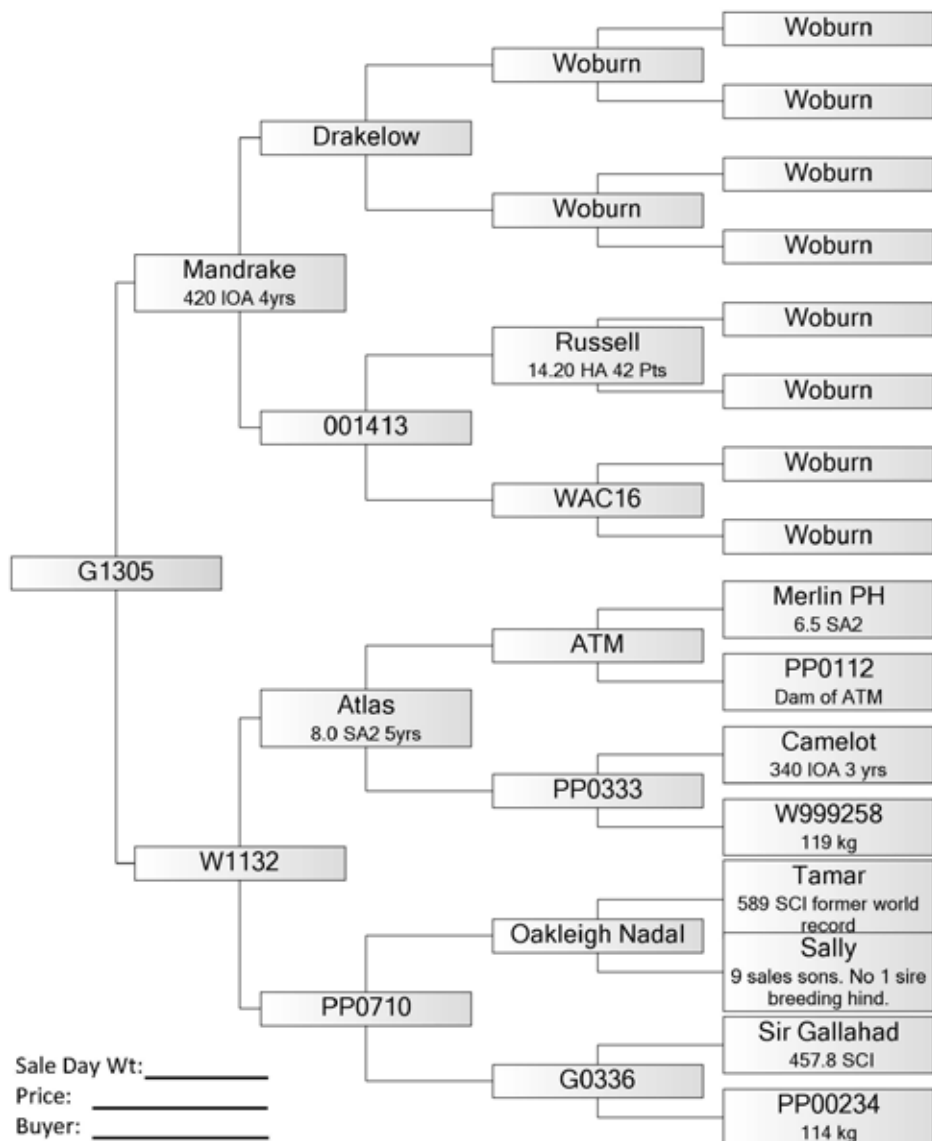 Woburn
Woburn
Woburn
Drakelow
Woburn
Woburn
Woburn
Mandrake
420 IOA 4yrs
Woburn
Russell
14.20 HA 42 Pts
Woburn
001413
Woburn
WAC16
Woburn
G1305
Merlin PH
6.5 SA2
ATM
PP0112
Dam of ATM
Atlas
8.0 SA2 5yrs
Camelot
340 IOA 3 yrs
PP0333
W999258
119 kg
W1132
Tamar
589 SCI former world
record
Oakleigh Nadal
Sally
9 sales sons. No 1 sire
breeding hind.
PP0710
Sir Gallahad
457.8 SCI
G0336
PP00234
114 kg
Sale Day Wt:
Price:
Buyer: